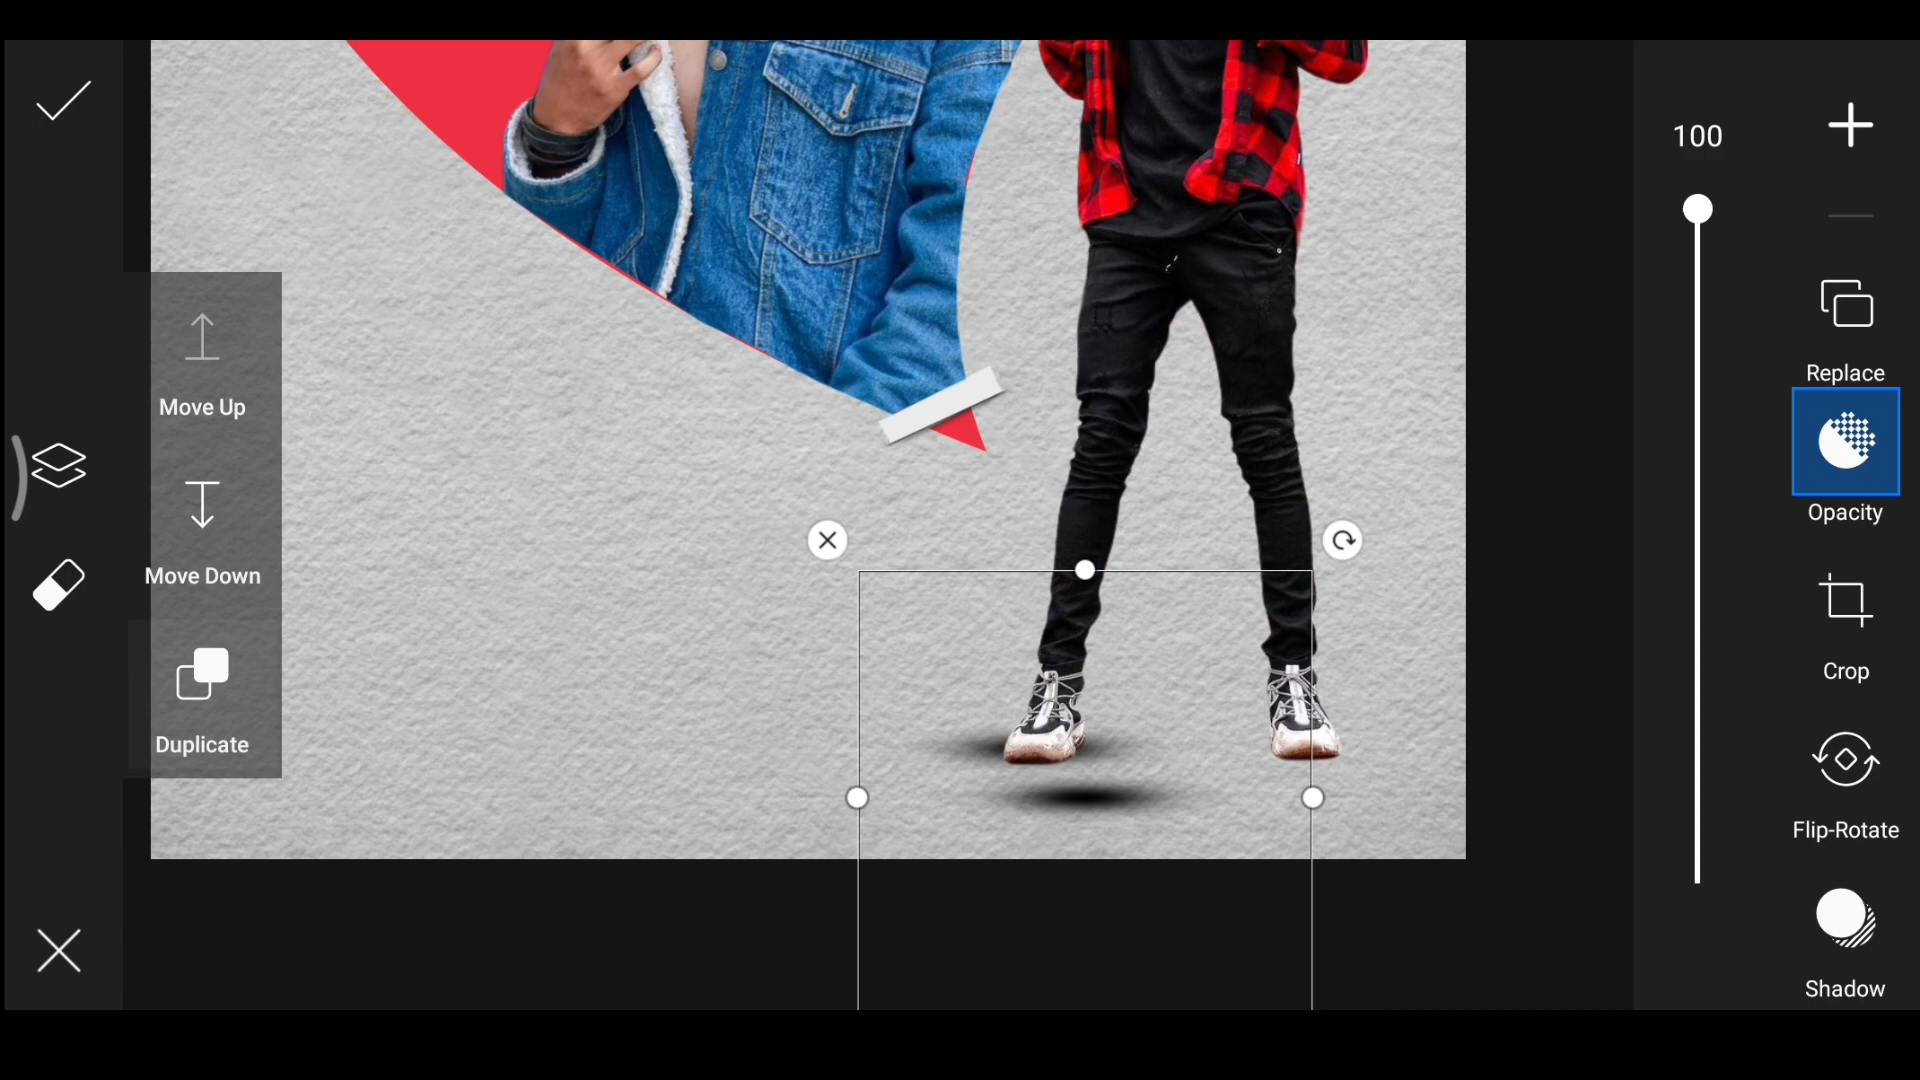 Move Up
Move Down
Duplicate
100
Replace
Opacity
Crop
Flip-Rotate
Shadow